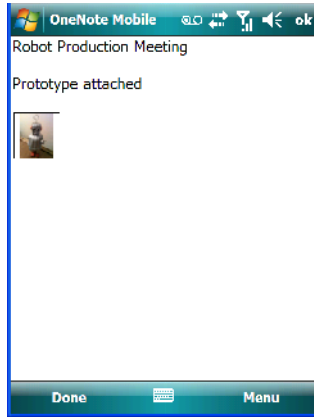 OneNote Mobile ok
Robot Production Meeting
Prototype attached
Done Menu